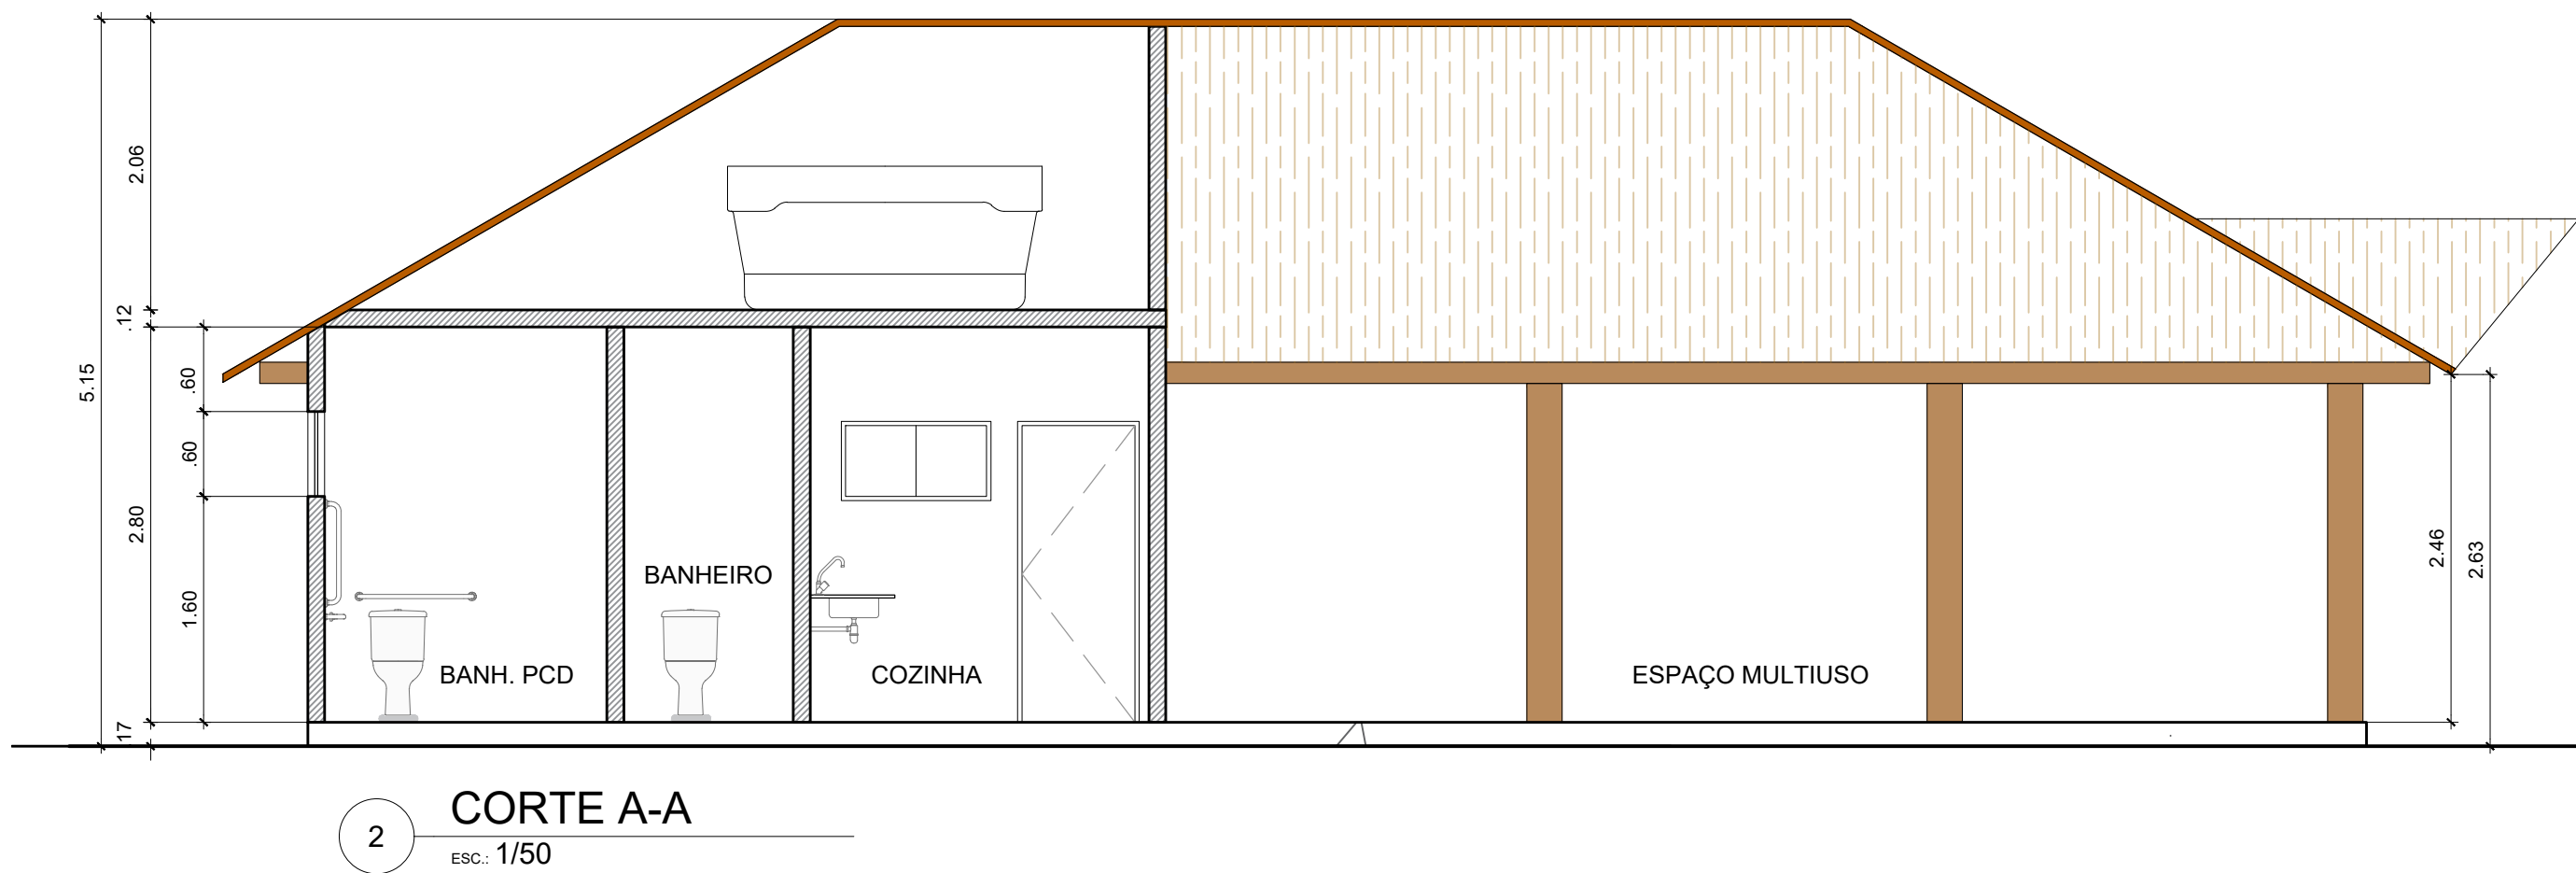 5.15
2.06
.12
2.80
.17
.60
.60
1.60
BANH. PCD
BANHEIRO
COZINHA
ESPAÇO MULTIUSO
2.46
2.63
2
CORTE A-A
ESC.: 1/50